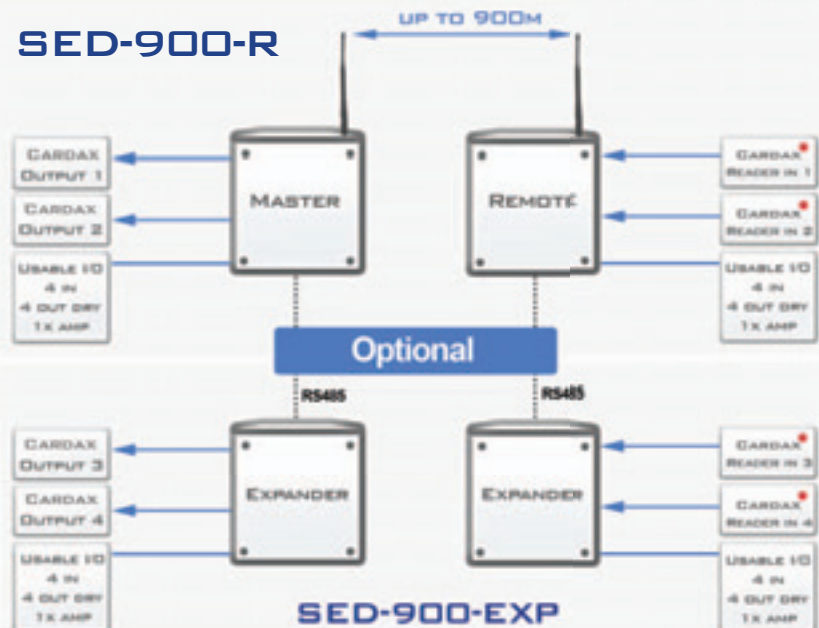 SED-900-R
UP TO 900M
CARDAX
OUTPUT 1
CARDAX
OUTPUT 2
USABLE I/O
4 IN
4 OUT DRY
1X AMP
MASTER
REMOTE
CARDAX
READER IN 1
CARDAX
READER IN 2
USABLE I/O
4 IN
4 OUT DRY
1X AMP
Optional
RS485
RS485
CARDAX
OUTPUT 3
CARDAX
OUTPUT 4
USABLE I/O
4 IN
4 OUT DRY
1X AMP
EXPANDER
EXPANDER
CARDAX
READER IN 3
CARDAX
READER IN 4
USABLE I/O
4 IN
4 OUT DRY
1X AMP
SED-900-EXP